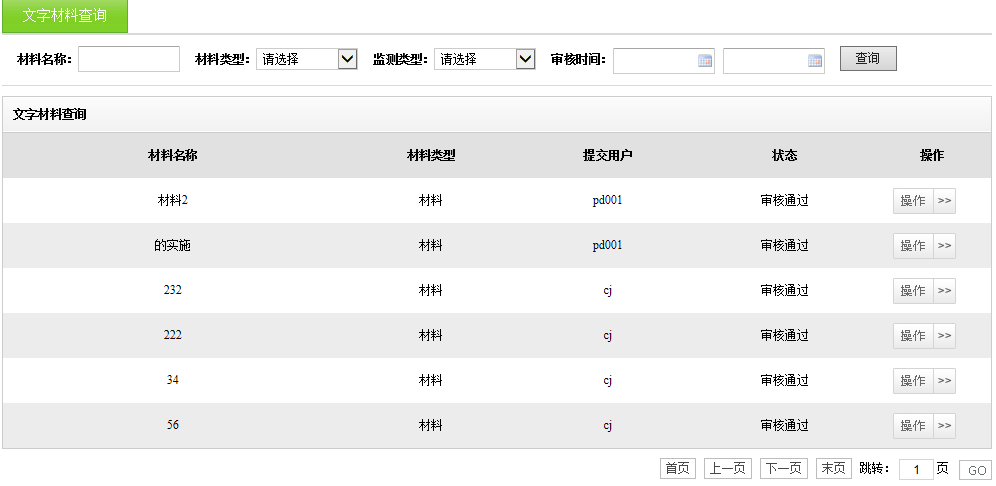 文字材料查询
材料名称： 材料类型： 请选择 监测类型： 请选择 审核时间： 查询
文字材料查询
材料名称 材料类型 提交用户 状态 操作
材料2 材料 pd001 审核通过 操作 >>
的实施 材料 pd001 审核通过 操作 >>
232 材料 cj 审核通过 操作 >>
222 材料 cj 审核通过 操作 >>
34 材料 cj 审核通过 操作 >>
56 材料 cj 审核通过 操作 >>
首页 上一页 下一页 末页 跳转： 1 页 GO